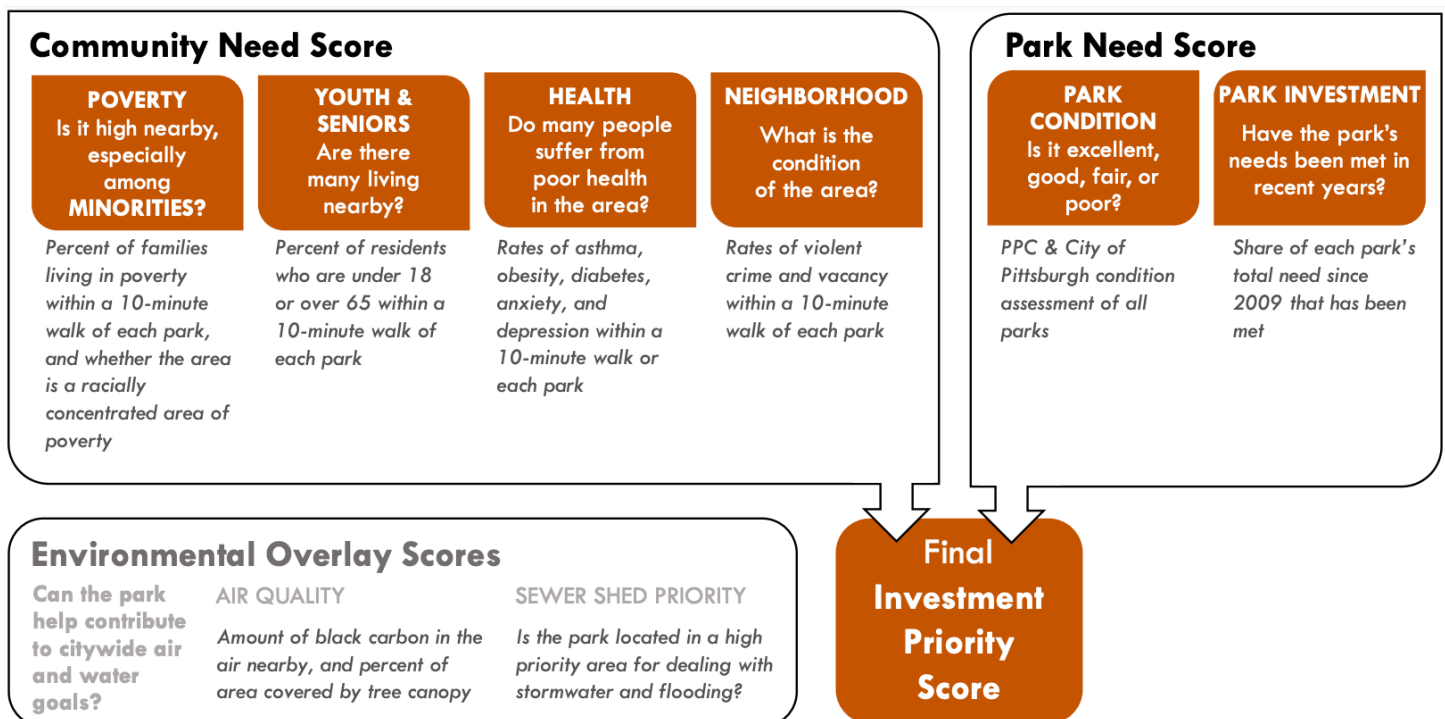 Community Need Score
POVERTY
Is it high nearby,
especially
among
MINORITIES?
Percent of families
living in poverty
within a 10-minute
walk of each park,
and whether the area
is a racially
concentrated area of
poverty
YOUTH &
SENIORS
Are there
many living
nearby?
Percent of residents
who are under 18
or over 65 within a
10-minute walk of
each park
HEALTH
Do many people
suffer from
poor health
in the area?
Rates of asthma,
obesity, diabetes,
anxiety, and
depression within a
10-minute walk or
each park
NEIGHBORHOOD
What is the
condition
of the area?
Rates of violent
crime and vacancy
within a 10-minute
walk of each park
Park Need Score
PARK
CONDITION
Is it excellent,
good, fair, or
poor?
PPC & City of
Pittsburgh condition
assessment of all
parks
PARK INVESTMENT
Have the park's
needs been met in
recent years?
Share of each park's
total need since
2009 that has been
met
Environmental Overlay Scores
Can the park
help contribute
to citywide air
and water
goals?
AIR QUALITY
Amount of black carbon in the
air nearby, and percent of
area covered by tree canopy
SEWER SHED PRIORITY
Is the park located in a high
priority area for dealing with
stormwater and flooding?
Final
Investment
Priority
Score